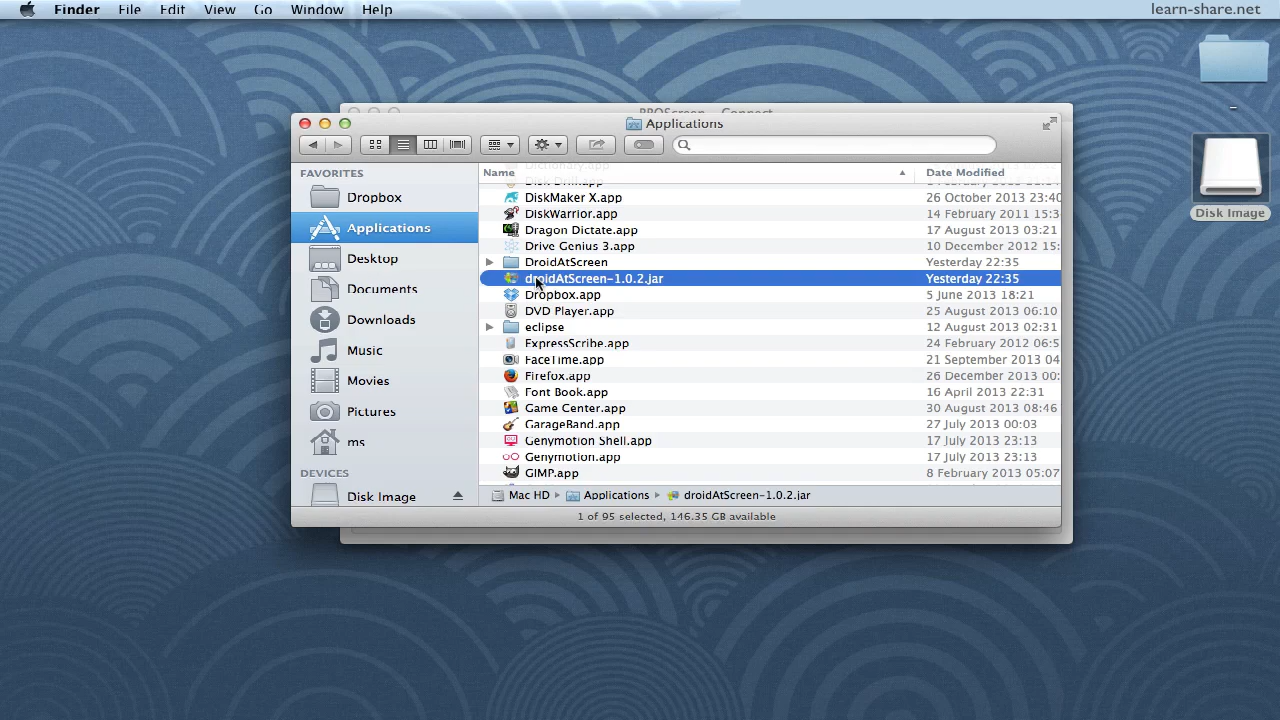 Finder File Edit View Go Window Help learn-share.net
Applications
FAVORITES
Dropbox
Applications
Desktop
Documents
Downloads
Music
Movies
Pictures
ms
DEVICES
Disk Image
Name Date Modified
Dictionary.app
DiskMaker X.app 26 October 2013 23:40
DiskWarrior.app 14 February 2011 15:3
Dragon Dictate.app 17 August 2013 03:21
Drive Genius 3.app 10 December 2012 15:
DroidAtScreen Yesterday 22:35
droidAtScreen-1.0.2.jar Yesterday 22:35
Dropbox.app 5 June 2013 18:21
DVD Player.app 25 August 2013 06:10
eclipse 12 August 2013 02:31
ExpressScribe.app 24 February 2012 06:5
FaceTime.app 21 September 2013 04
Firefox.app 26 December 2013 00:
Font Book.app 16 April 2013 22:31
Game Center.app 30 August 2013 08:46
GarageBand.app 27 July 2013 00:03
Genymotion Shell.app 17 July 2013 23:13
Genymotion.app 17 July 2013 23:13
GIMP.app 8 February 2013 05:07
Mac HD Applications droidAtScreen-1.0.2.jar
1 of 95 selected, 146.35 GB available
Disk Image